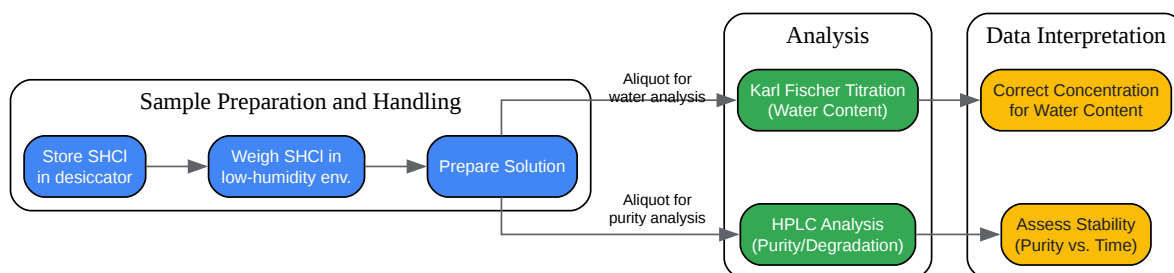 Sample Preparation and Handling
Store SHCl
in desiccator
Weigh SHCl in
low-humidity env.
Prepare Solution
Aliquot for
water analysis
Aliquot for
purity analysis
Analysis
Karl Fischer Titration
(Water Content)
HPLC Analysis
(Purity/Degradation)
Data Interpretation
Correct Concentration
for Water Content
Assess Stability
(Purity vs. Time)